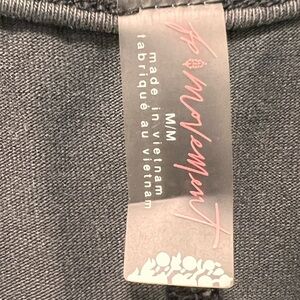 fp movement
M/M
made in vietnam
fabriqué au vietnam